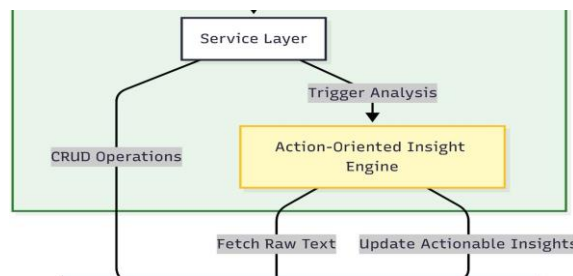 Service Layer
Trigger Analysis
CRUD Operations
Action-Oriented Insight
Engine
Fetch Raw Text
Update Actionable Insights